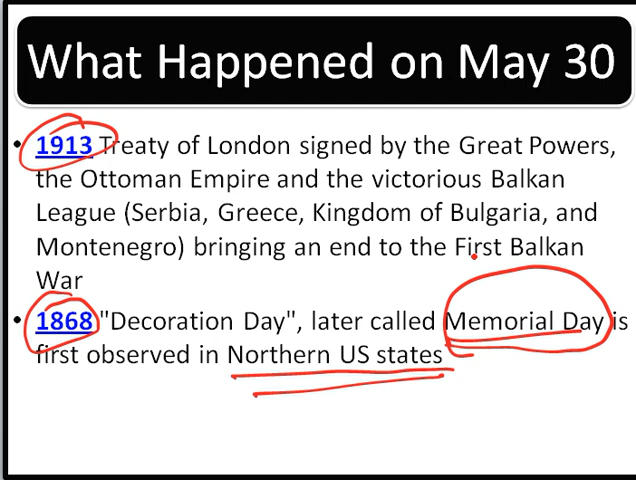 What Happened on May 30
• 1913 Treaty of London signed by the Great Powers,
the Ottoman Empire and the victorious Balkan
League (Serbia, Greece, Kingdom of Bulgaria, and
Montenegro) bringing an end to the First Balkan
War
• 1868 "Decoration Day", later called Memorial Day is
first observed in Northern US states